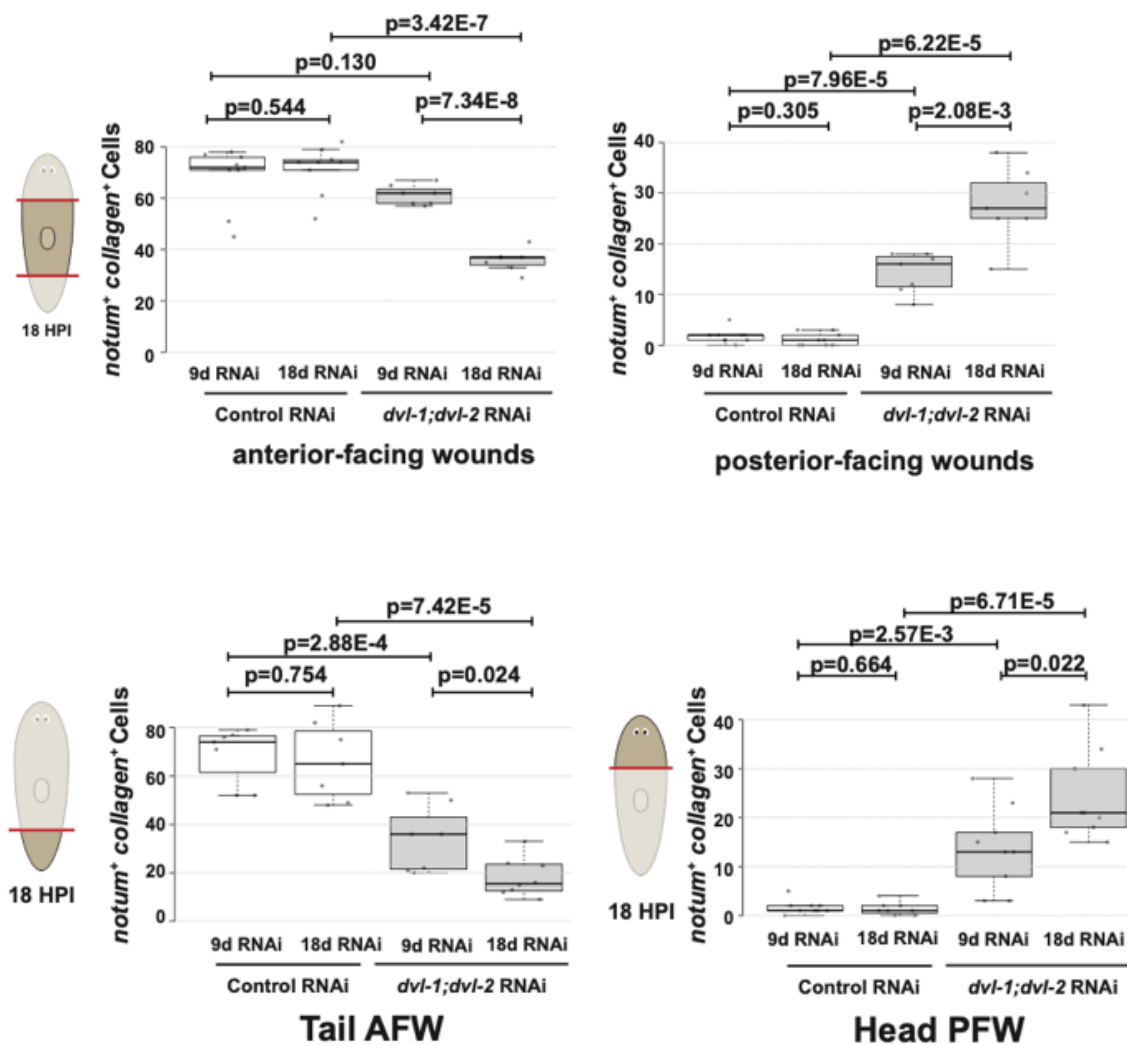 p=3.42E-7
p=0.130
p=0.544
p=7.34E-8
notum+ collagen+ Cells
80
60
40
20
0
9d RNAi 18d RNAi 9d RNAi 18d RNAi
Control RNAi dvl-1;dvl-2 RNAi
anterior-facing wounds
18 HPI
p=6.22E-5
p=7.96E-5
p=0.305
p=2.08E-3
notum+ collagen+ Cells
40
30
20
10
0
9d RNAi 18d RNAi 9d RNAi 18d RNAi
Control RNAi dvl-1;dvl-2 RNAi
posterior-facing wounds
p=7.42E-5
p=2.88E-4
p=0.754
p=0.024
notum+ collagen+ Cells
80
60
40
20
0
9d RNAi 18d RNAi 9d RNAi 18d RNAi
Control RNAi dvl-1;dvl-2 RNAi
Tail AFW
18 HPI
p=6.71E-5
p=2.57E-3
p=0.664
p=0.022
notum+ collagen+ Cells
40
30
20
10
0
9d RNAi 18d RNAi 9d RNAi 18d RNAi
Control RNAi dvl-1;dvl-2 RNAi
Head PFW
18 HPI